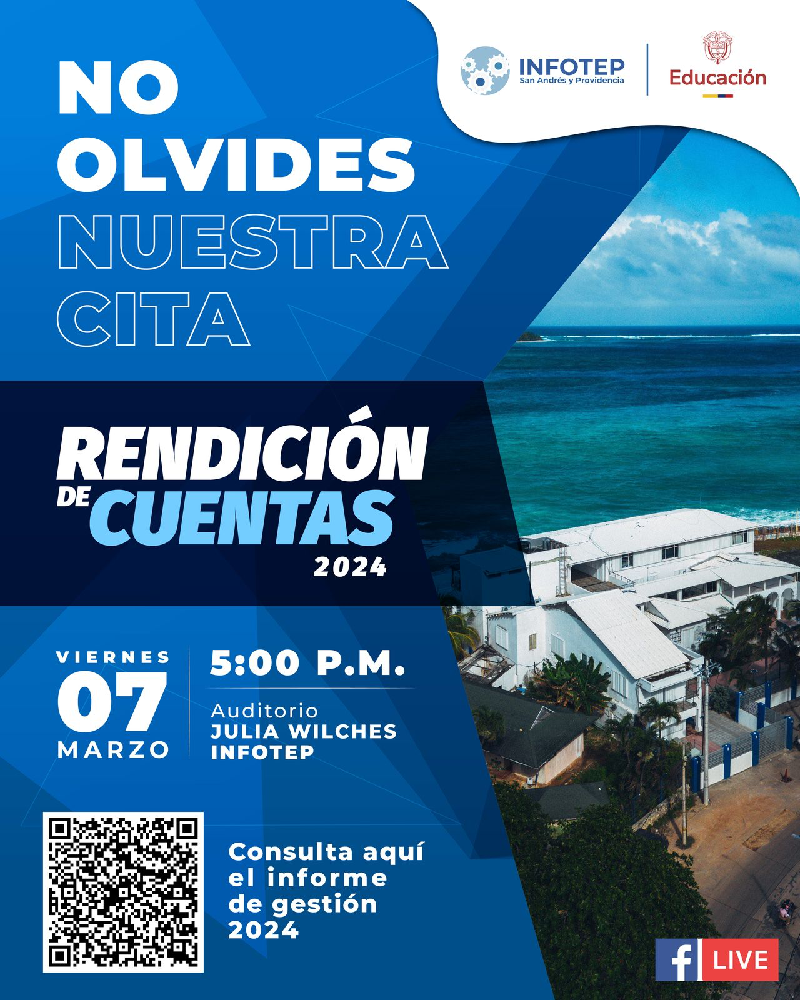 NO
OLVIDES
NUESTRA
CITA
INFOTEP
San Andrés y Providencia
Educación
RENDICIÓN
DE CUENTAS
2024
VIERNES
07
MARZO
5:00 P.M.
Auditorio
JULIA WILCHES
INFOTEP
Consulta aquí
el informe
de gestión
2024
f LIVE